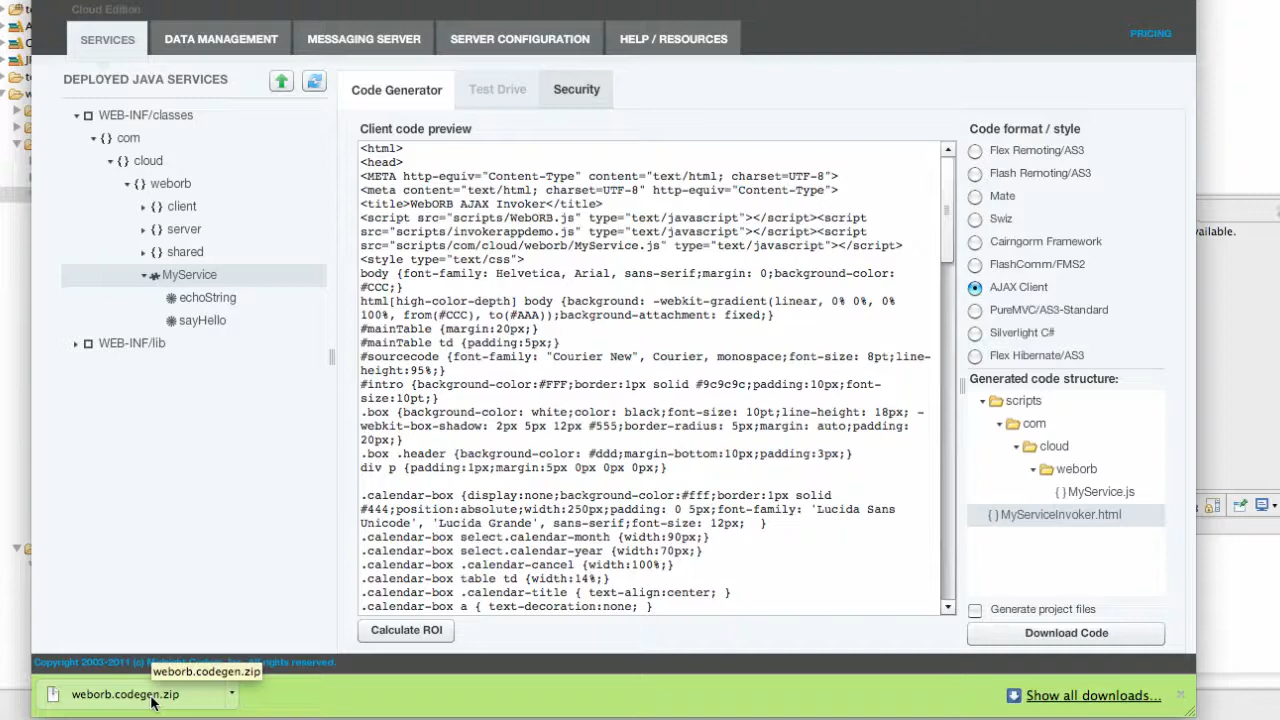 Cloud Edition
SERVICES
DATA MANAGEMENT
MESSAGING SERVER
SERVER CONFIGURATION
HELP / RESOURCES
PRICING
DEPLOYED JAVA SERVICES
WEB-INF/classes
{ } com
{ } cloud
{ } weborb
{ } client
{ } server
{ } shared
MyService
echoString
sayHello
WEB-INF/lib
Code Generator
Test Drive
Security
Client code preview
<html>
<head>
<META http-equiv="Content-Type" content="text/html; charset=UTF-8">
<meta content="text/html; charset=UTF-8" http-equiv="Content-Type">
<title>WebORB AJAX Invoker</title>
<script src="scripts/WebORB.js" type="text/javascript"></script><script
src="scripts/invokerappdemo.js" type="text/javascript"></script><script
src="scripts/com/cloud/weborb/MyService.js" type="text/javascript"></script>
<style type="text/css">
body {font-family: Helvetica, Arial, sans-serif;margin: 0;background-color:
#CCC;}
html[high-color-depth] body {background: -webkit-gradient(linear, 0% 0%, 0%
100%, from(#CCC), to(#AAA));background-attachment: fixed;}
#mainTable {margin:20px;}
#mainTable td {padding:5px;}
#sourcecode {font-family: "Courier New", Courier, monospace;font-size: 8pt;line-
height:95%;}
#intro {background-color:#FFF;border:1px solid #9c9c9c;padding:10px;font-
size:10pt;}
.box {background-color: white;color: black;font-size: 10pt;line-height: 18px; -
webkit-box-shadow: 2px 5px 12px #555;border-radius: 5px;margin: auto;padding:
20px;}
.box .header {background-color: #ddd;margin-bottom:10px;padding:3px;}
div p {padding:1px;margin:5px 0px 0px 0px;}
.calendar-box {display:none;background-color:#fff;border:1px solid
#444;position:absolute;width:250px;padding: 0 5px;font-family: 'Lucida Sans
Unicode', 'Lucida Grande', sans-serif;font-size: 12px;  }
.calendar-box select.calendar-month {width:90px;}
.calendar-box select.calendar-year {width:70px;}
.calendar-box .calendar-cancel {width:100%;}
.calendar-box table td {width:14%;}
.calendar-box .calendar-title { text-align:center; }
.calendar-box a { text-decoration:none; }
Calculate ROI
Code format / style
Flex Remoting/AS3
Flash Remoting/AS3
Mate
Swiz
Cairngorm Framework
FlashComm/FMS2
AJAX Client
PureMVC/AS3-Standard
Silverlight C#
Flex Hibernate/AS3
Generated code structure:
scripts
com
cloud
weborb
{ } MyService.js
{ } MyServiceInvoker.html
Generate project files
Download Code
vailable.
Copyright 2003-2011 (c) All rights reserved.
weborb.codegen.zip
weborb.codegen.zip
Show all downloads...